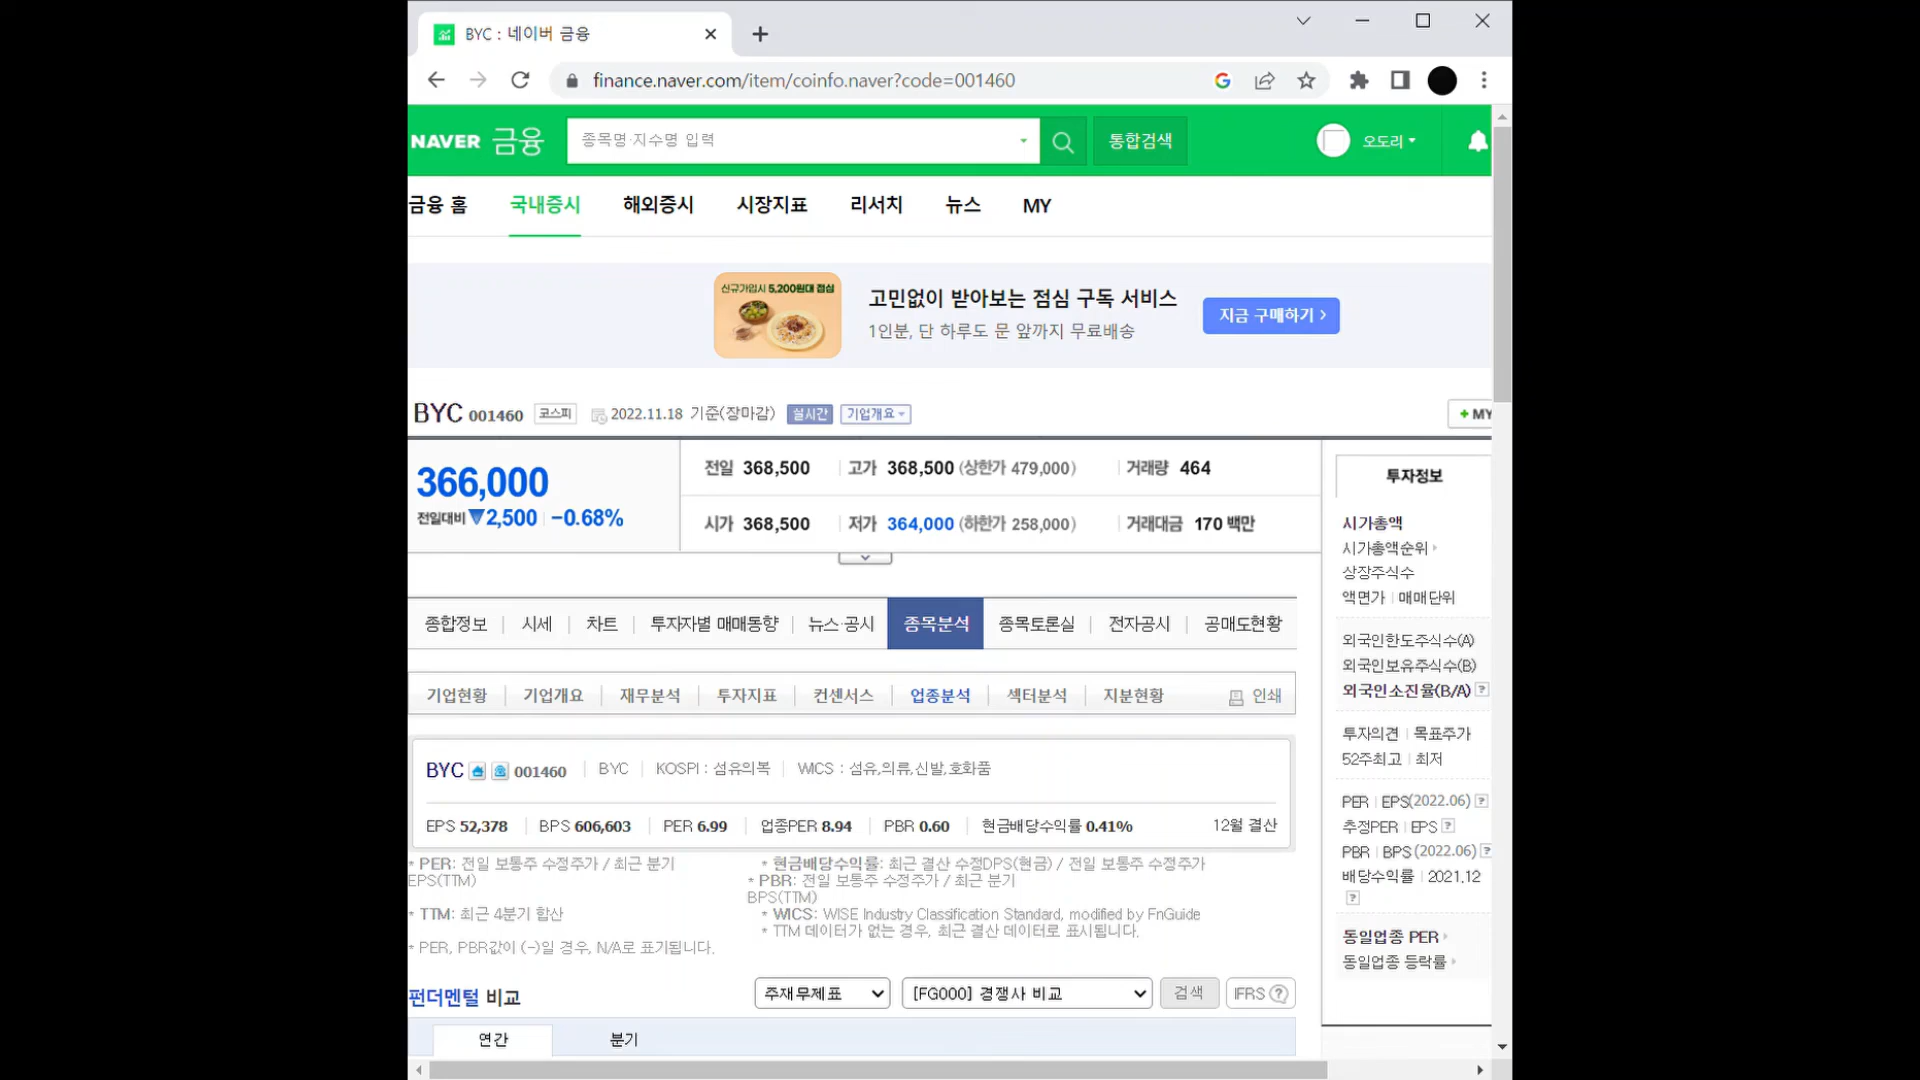 BYC : 네이버 금융
finance.naver.com/item/coinfo.naver?code=001460
NAVER 금융
종목명·지수명 입력
통합검색
오도리
금융 홈 국내증시 해외증시 시장지표 리서치 뉴스 MY
신규가입시 5,200원대 점심
고민없이 받아보는 점심 구독 서비스
1인분, 단 하루도 문 앞까지 무료배송
지금 구매하기
BYC 001460 코스피 2022.11.18 기준(장마감) 실시간 기업개요
+ MY
366,000
전일대비 ▼2,500 | -0.68%
전일 368,500 | 고가 368,500 (상한가 479,000) | 거래량 464
시가 368,500 | 저가 364,000 (하한가 258,000) | 거래대금 170 백만
종합정보 | 시세 | 차트 | 투자자별 매매동향 | 뉴스·공시 종목분석 종목토론실 | 전자공시 | 공매도현황
기업현황 | 기업개요 | 재무분석 | 투자지표 | 컨센서스 | 업종분석 | 섹터분석 | 지분현황 인쇄
BYC 001460 | BYC | KOSPI : 섬유의복 | WICS : 섬유,의류,신발,호화품
EPS 52,378 | BPS 606,603 | PER 6.99 | 업종PER 8.94 | PBR 0.60 | 현금배당수익률 0.41% 12월 결산
* PER: 전일 보통주 수정주가 / 최근 분기
EPS(TTM)
* 현금배당수익률: 최근 결산 수정DPS(현금) / 전일 보통주 수정주가
* PBR: 전일 보통주 수정주가 / 최근 분기
BPS(TTM)
* TTM: 최근 4분기 합산
* WICS: WISE Industry Classification Standard, modified by FnGuide
* TTM 데이터가 없는 경우, 최근 결산 데이터로 표시됩니다.
* PER, PBR값이 (-)일 경우, N/A로 표기됩니다.
펀더멘털 비교
주재무제표
[FG000] 경쟁사 비교
검색
IFRS ?
연간 분기
투자정보
시가총액
시가총액순위
상장주식수
액면가 | 매매단위
외국인한도주식수(A)
외국인보유주식수(B)
외국인소진율(B/A) ?
투자의견 | 목표주가
52주최고 | 최저
PER | EPS(2022.06) ?
추정PER | EPS ?
PBR | BPS (2022.06) ?
배당수익률 | 2021.12
?
동일업종 PER
동일업종 등락률